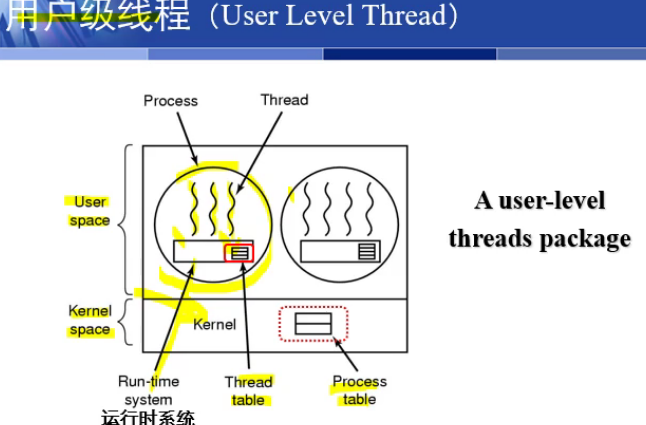 用户级线程（User Level Thread）
Process
Thread
User
space
A user-level
threads package
Kernel
space
Kernel
Run-time
system
运行时系统
Thread
table
Process
table